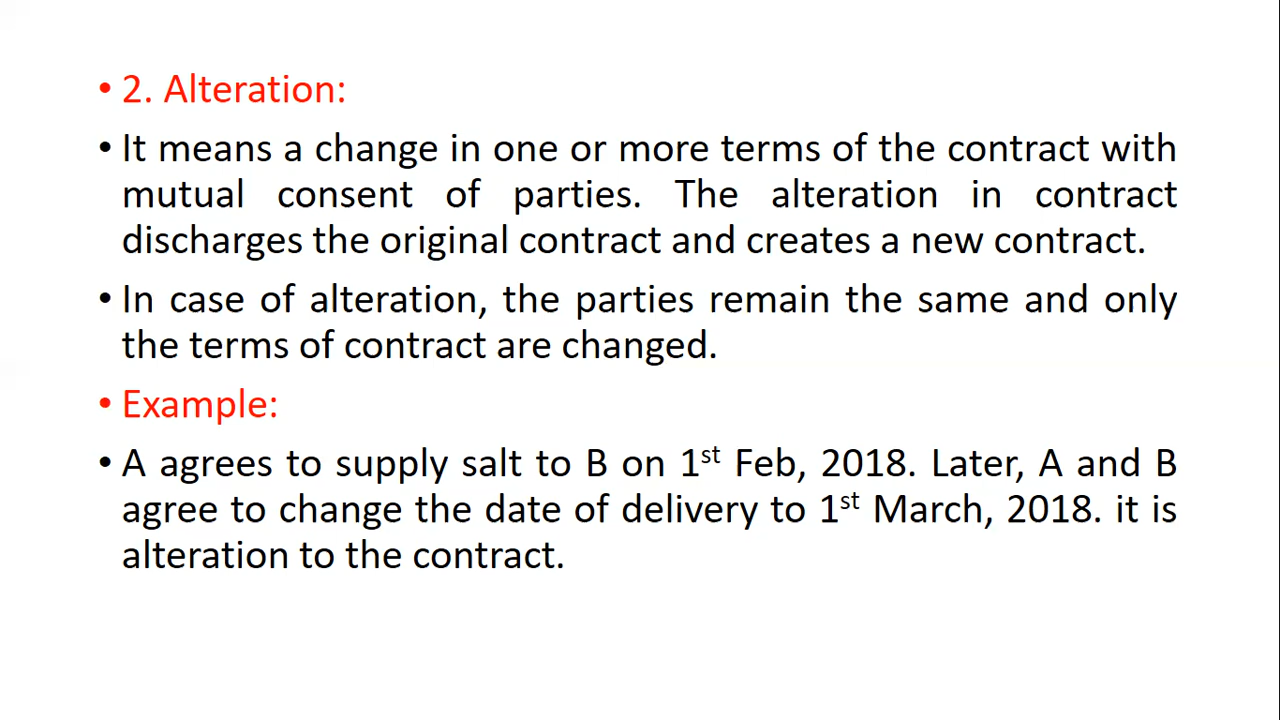 • 2. Alteration:
• It means a change in one or more terms of the contract with
mutual consent of parties. The alteration in contract
discharges the original contract and creates a new contract.
• In case of alteration, the parties remain the same and only
the terms of contract are changed.
• Example:
• A agrees to supply salt to B on 1st Feb, 2018. Later, A and B
agree to change the date of delivery to 1st March, 2018. it is
alteration to the contract.